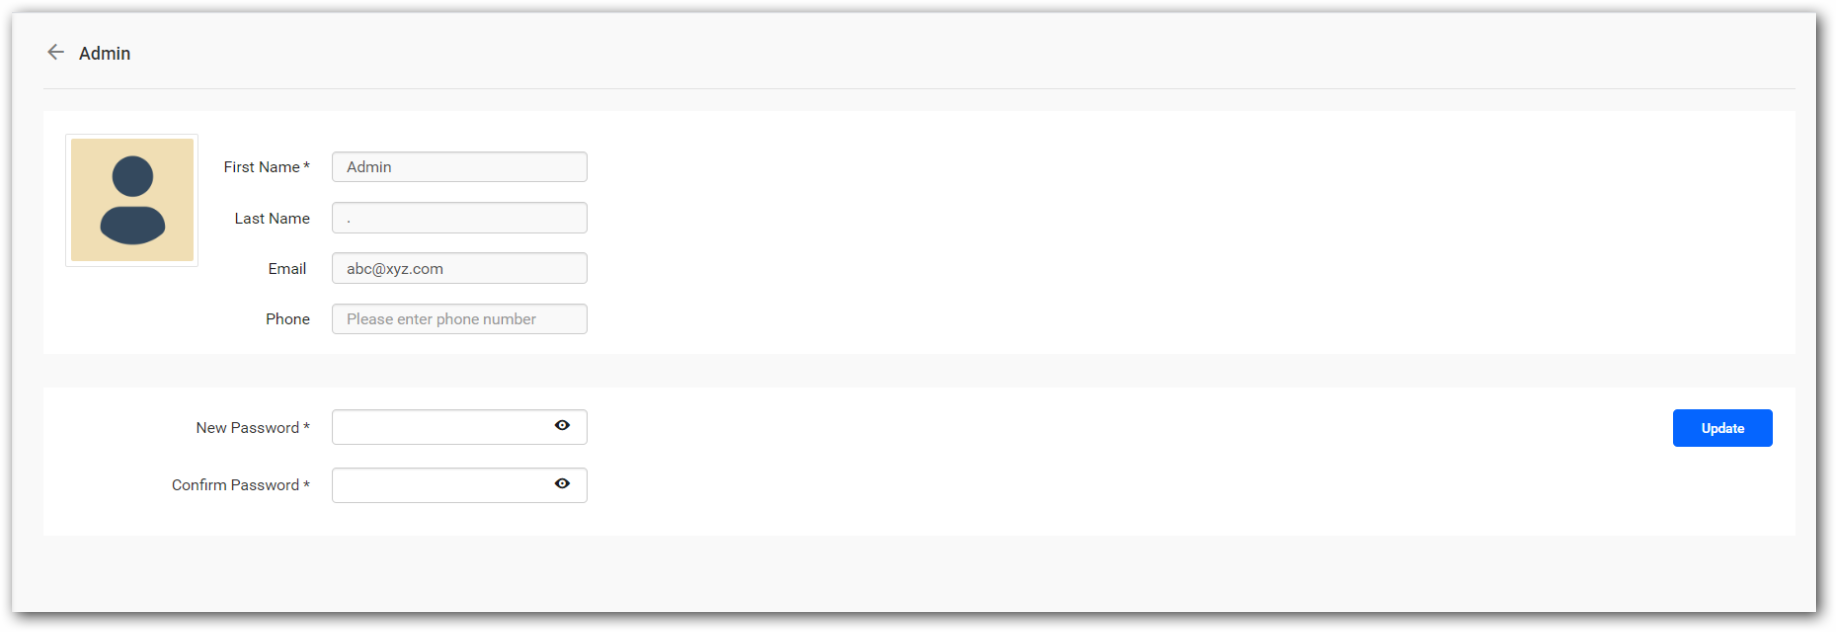 Admin
First Name * Admin
Last Name .
Email abc@xyz.com
Phone Please enter phone number
New Password * Update
Confirm Password *